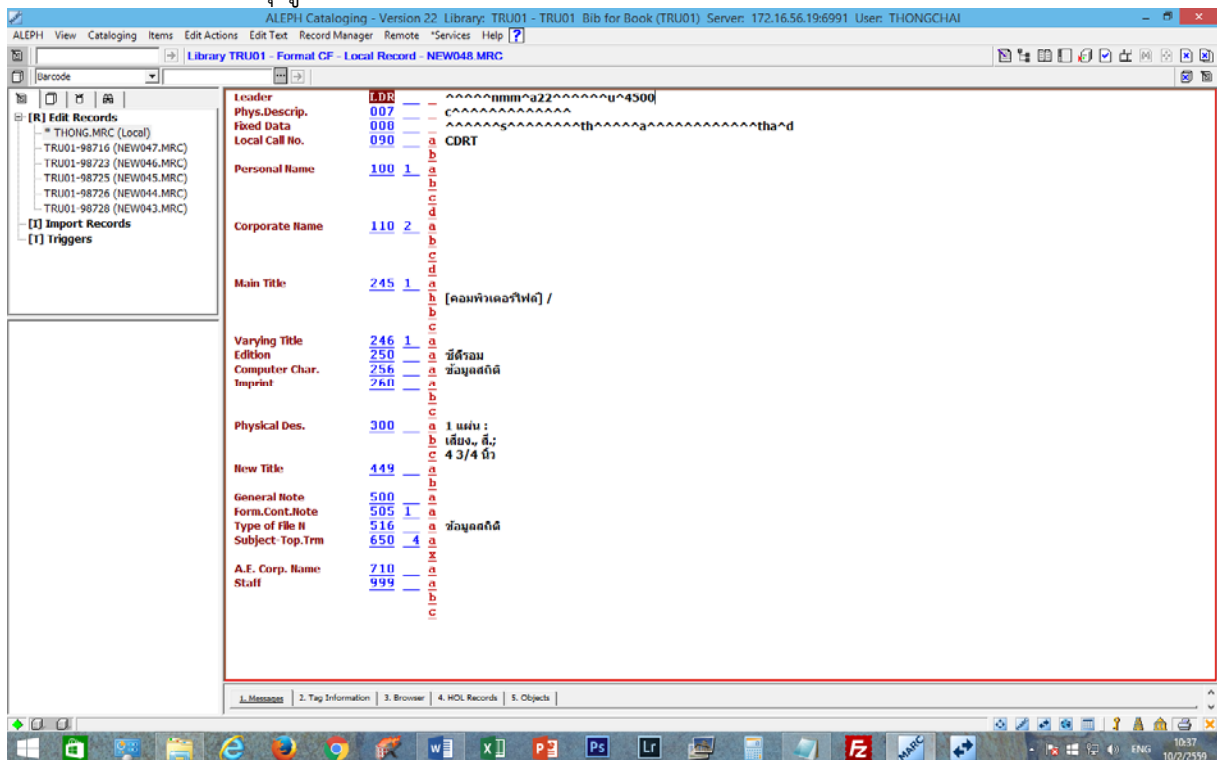 ALEPH Cataloging - Version 22 Library: TRU01 - TRU01 Bib for Book (TRU01) Server: 172.16.56.19:6991 User: THONGCHAI
ALEPH View Cataloging Items Edit Actions Edit Text Record Manager Remote *Services Help ?
Library TRU01 - Formal CF - Local Record - NEW048.MRC
Barcode
[R] Edit Records
* THONG.MRC (Local)
TRU01-98716 (NEW047.MRC)
TRU01-98723 (NEW046.MRC)
TRU01-98725 (NEW045.MRC)
TRU01-98726 (NEW044.MRC)
TRU01-98728 (NEW043.MRC)
[I] Import Records
[T] Triggers
Leader LDR ^^^^^nmm^a22^^^^^^u^4500
Phys.Descrip. 007 c^^^^^^^^^^^^^
Fixed Data 000 ^^^^^^s^^^^^^^^th^^^^^a^^^^^^^^^^^^tha^d
Local Call No. 090 a CDRT
b
Personal Name 100 1 a
b
c
d
Corporate Name 110 2 a
b
c
d
Main Title 245 1 a
h [คอมพิวเตอร์ไฟล์] /
b
c
Varying Title 246 1 a
Edition 250 a ซีดีรอม
Computer Char. 256 a ข้อมูลสถิติ
Imprint 260 a
b
c
Physical Des. 300 a 1 แผ่น :
b เสียง., สี.;
c 4 3/4 นิ้ว
New Title 449 a
b
General Note 500 a
Form.Cont.Note 505 1 a
Type of File N 516 a ข้อมูลสถิติ
Subject-Top.Trm 650 4 a
x
A.E. Corp. Name 710 a
Staff 999 a
b
c
1. Messages 2. Tag Information 3. Browser 4. HOL Records 5. Objects
ENG 10:37
10/2/2559